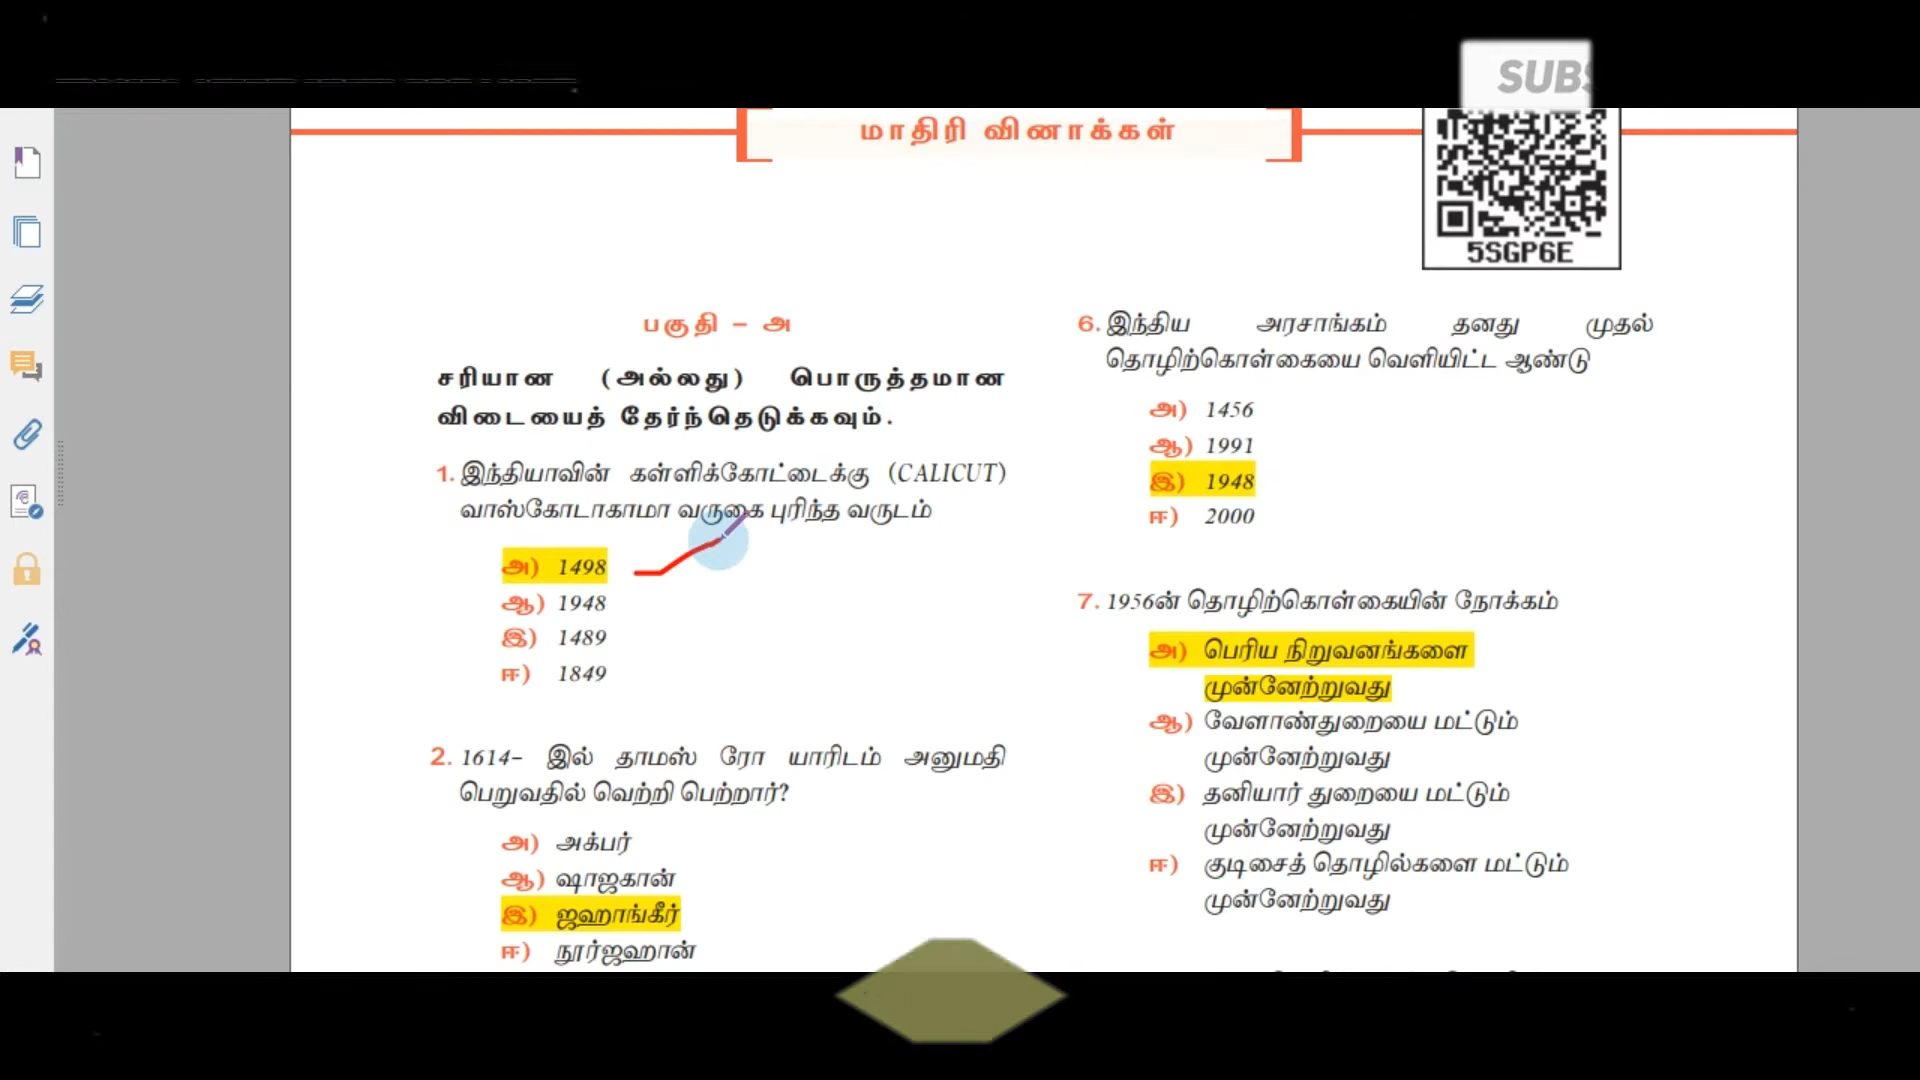 SUBS
மாதிரி வினாக்கள்
5SGP6E
பகுதி – அ
சரியான (அல்லது) பொருத்தமான
விடையைத் தேர்ந்தெடுக்கவும்.
1. இந்தியாவின் கள்ளிக்கோட்டைக்கு (CALICUT)
வாஸ்கோடாகாமா வருகை புரிந்த வருடம்
அ) 1498
ஆ) 1948
இ) 1489
ஈ) 1849
2. 1614– இல் தாமஸ் ரோ யாரிடம் அனுமதி
பெறுவதில் வெற்றி பெற்றார்?
அ) அக்பர்
ஆ) ஷாஜகான்
இ) ஜஹாங்கீர்
ஈ) நூர்ஜஹான்
6. இந்திய அரசாங்கம் தனது முதல்
தொழிற்கொள்கையை வெளியிட்ட ஆண்டு
அ) 1456
ஆ) 1991
இ) 1948
ஈ) 2000
7. 1956ன் தொழிற்கொள்கையின் நோக்கம்
அ) பெரிய நிறுவனங்களை
முன்னேற்றுவது
ஆ) வேளாண்துறையை மட்டும்
முன்னேற்றுவது
இ) தனியார் துறையை மட்டும்
முன்னேற்றுவது
ஈ) குடிசைத் தொழில்களை மட்டும்
முன்னேற்றுவது